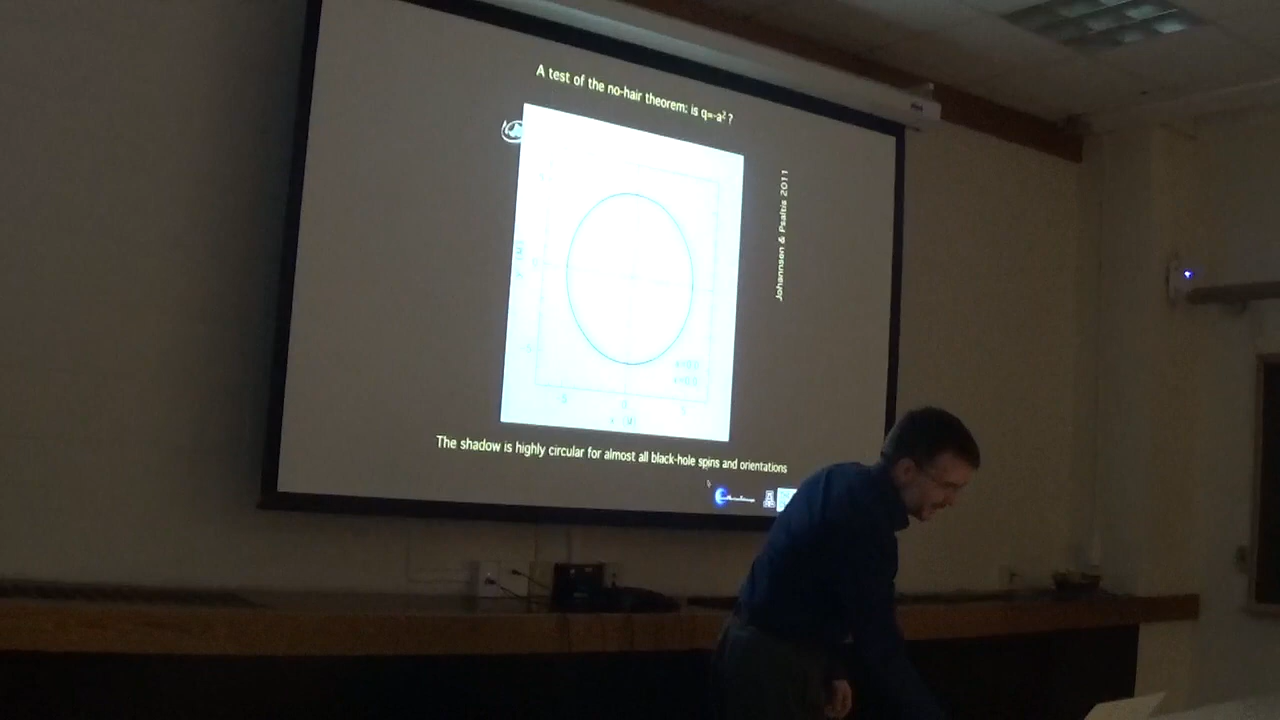 A test of the no-hair theorem: is q=-a² ?
Johannsen & Psaltis 2011
The shadow is highly circular for almost all black-hole spins and orientations